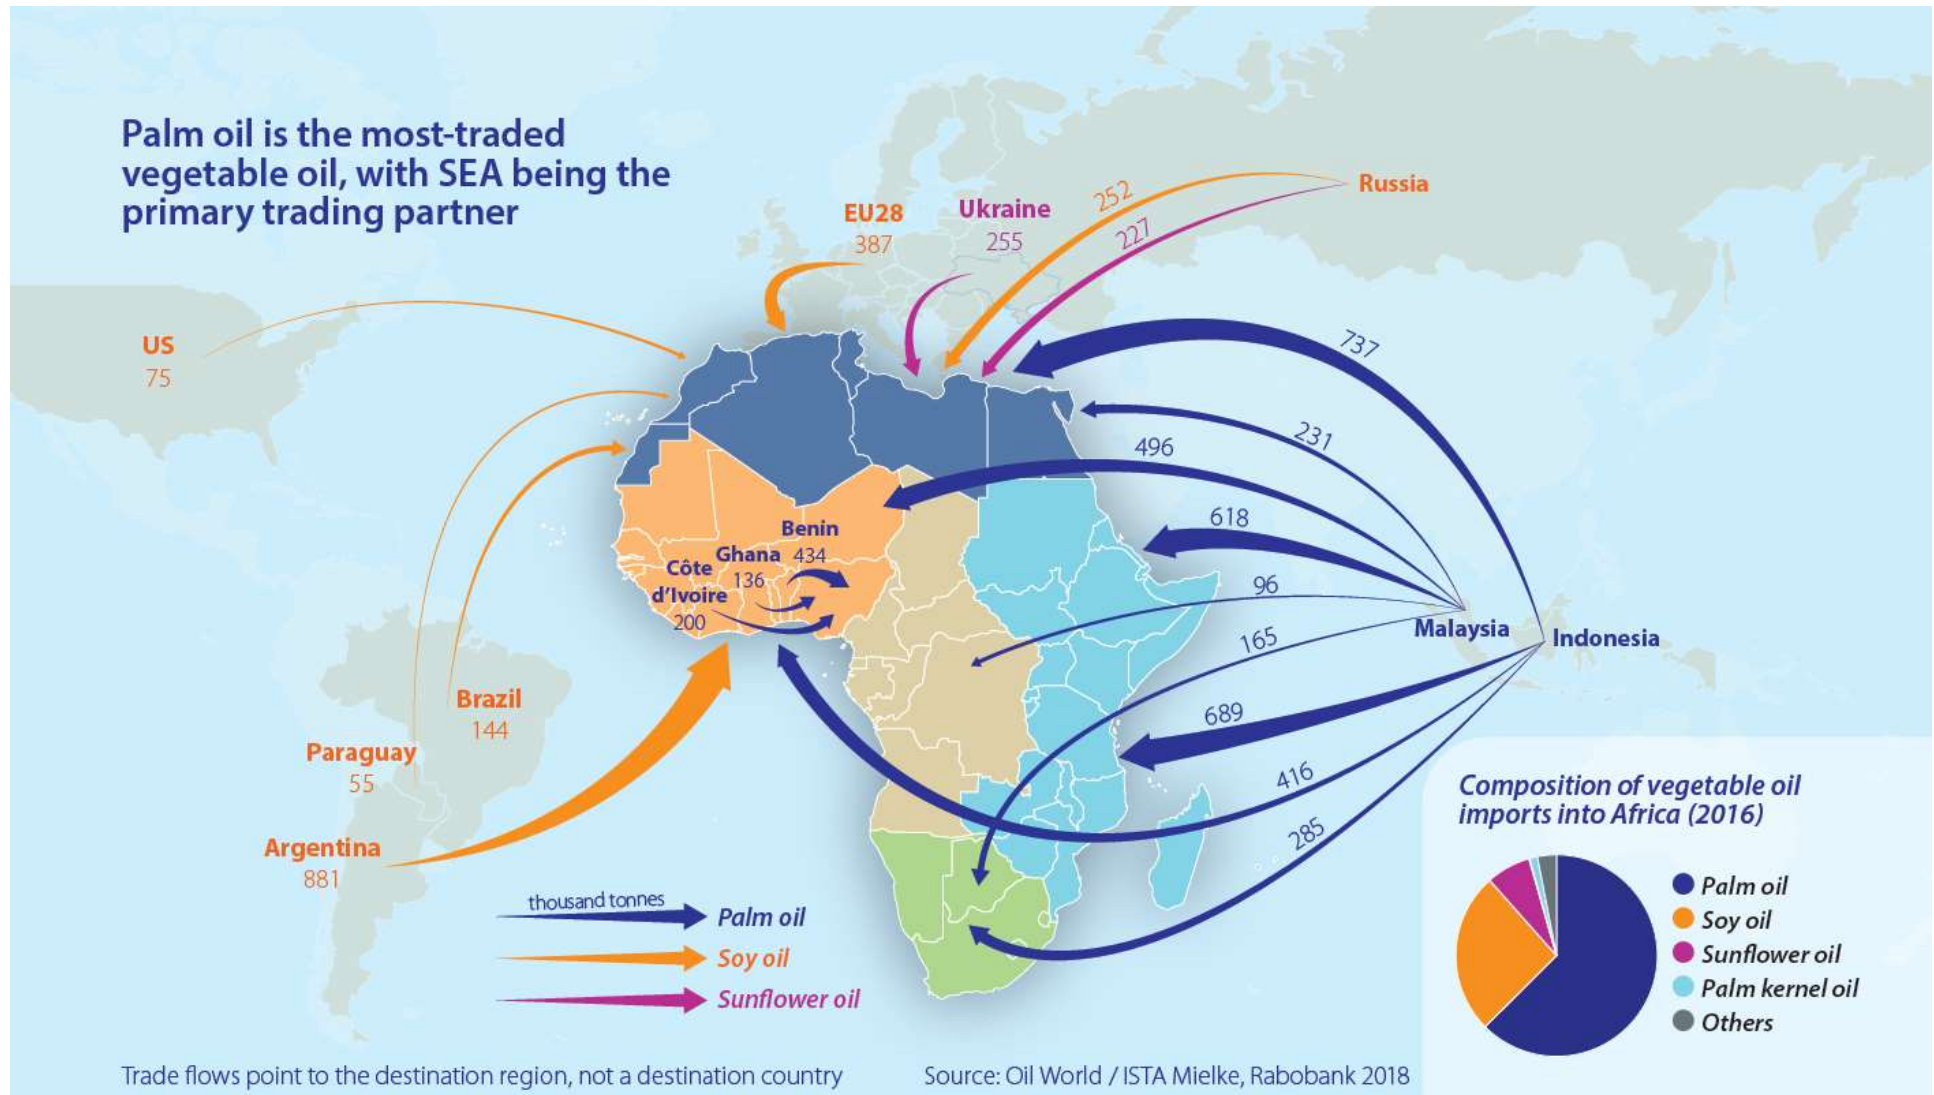 Palm oil is the most-traded
vegetable oil, with SEA being the
primary trading partner
EU28
387
Ukraine
255
252
227
Russia
US
75
737
231
496
618
96
165
689
416
285
Malaysia
Indonesia
Benin
434
Ghana
136
Côte
d'Ivoire
200
Brazil
144
Paraguay
55
Argentina
881
thousand tonnes
Palm oil
Soy oil
Sunflower oil
Composition of vegetable oil
imports into Africa (2016)
Palm oil
Soy oil
Sunflower oil
Palm kernel oil
Others
Trade flows point to the destination region, not a destination country
Source: Oil World / ISTA Mielke, Rabobank 2018